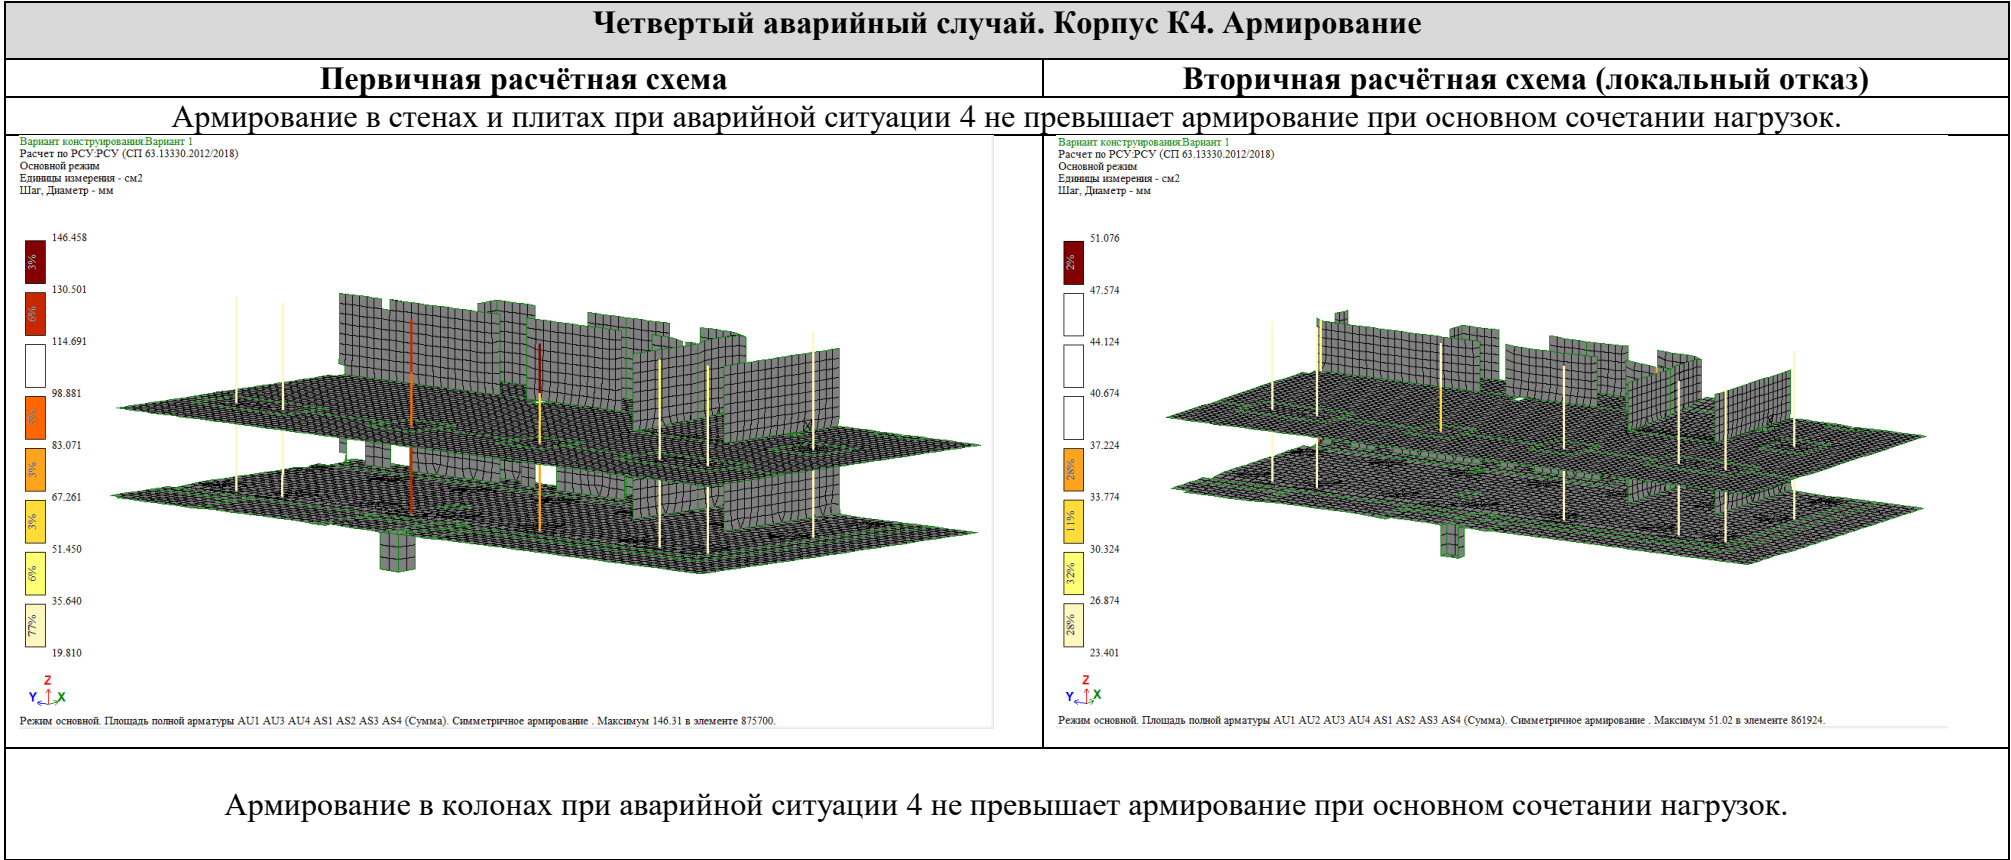 Четвертый аварийный случай. Корпус К4. Армирование
Первичная расчётная схема
Вторичная расчётная схема (локальный отказ)
Армирование в стенах и плитах при аварийной ситуации 4 не превышает армирование при основном сочетании нагрузок.
Вариант конструирования:Вариант 1
Расчет по РСУ:РСУ (СП 63.13330.2012/2018)
Основной режим
Единицы измерения - см2
Шаг, Диаметр - мм
146.458
3%
130.501
6%
114.691
98.881
3%
83.071
3%
67.261
3%
51.450
6%
35.640
77%
19.810
Z
Y X
Режим основной. Площадь полной арматуры AU1 AU3 AU4 AS1 AS2 AS3 AS4 (Сумма). Симметричное армирование . Максимум 146.31 в элементе 875700.
Вариант конструирования:Вариант 1
Расчет по РСУ:РСУ (СП 63.13330.2012/2018)
Основной режим
Единицы измерения - см2
Шаг, Диаметр - мм
51.076
2%
47.574
44.124
40.674
37.224
28%
33.774
11%
30.324
32%
26.874
28%
23.401
Z
Y X
Режим основной. Площадь полной арматуры AU1 AU2 AU3 AU4 AS1 AS2 AS3 AS4 (Сумма). Симметричное армирование . Максимум 51.02 в элементе 861924.
Армирование в колонах при аварийной ситуации 4 не превышает армирование при основном сочетании нагрузок.